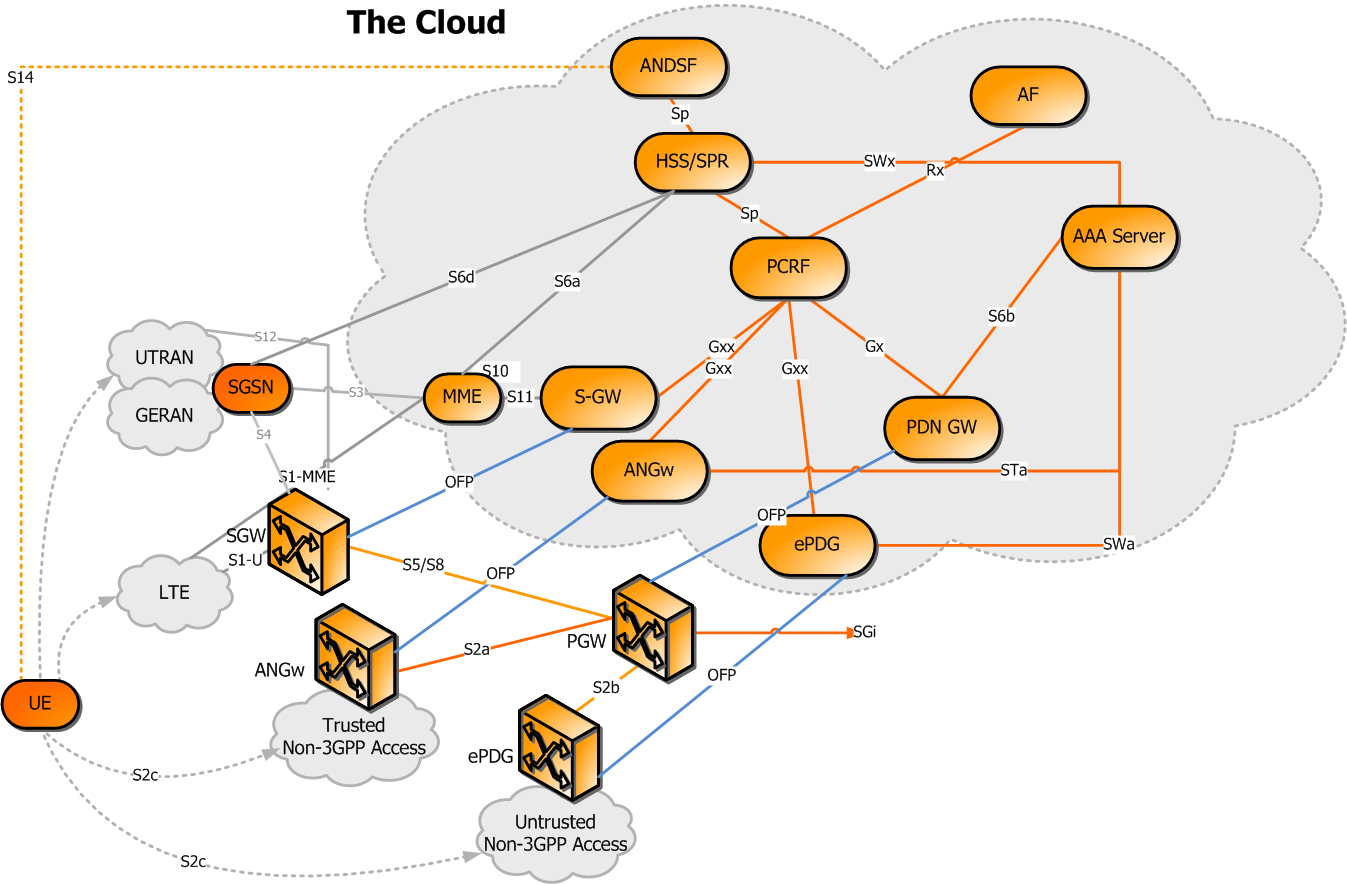 The Cloud
S14
ANDSF
AF
Sp
HSS/SPR
SWx
Rx
Sp
AAA Server
PCRF
S6d
S6a
S6b
S12
UTRAN
Gxx
Gx
Gxx
Gxx
S10
SGSN
S3
MME
S11
S-GW
GERAN
S4
PDN GW
S1-MME
ANGw
STa
OFP
OFP
SGW
ePDG
SWa
S1-U
S5/S8
OFP
LTE
PGW
SGi
S2a
ANGw
OFP
S2b
UE
Trusted
Non-3GPP Access
ePDG
S2c
Untrusted
Non-3GPP Access
S2c